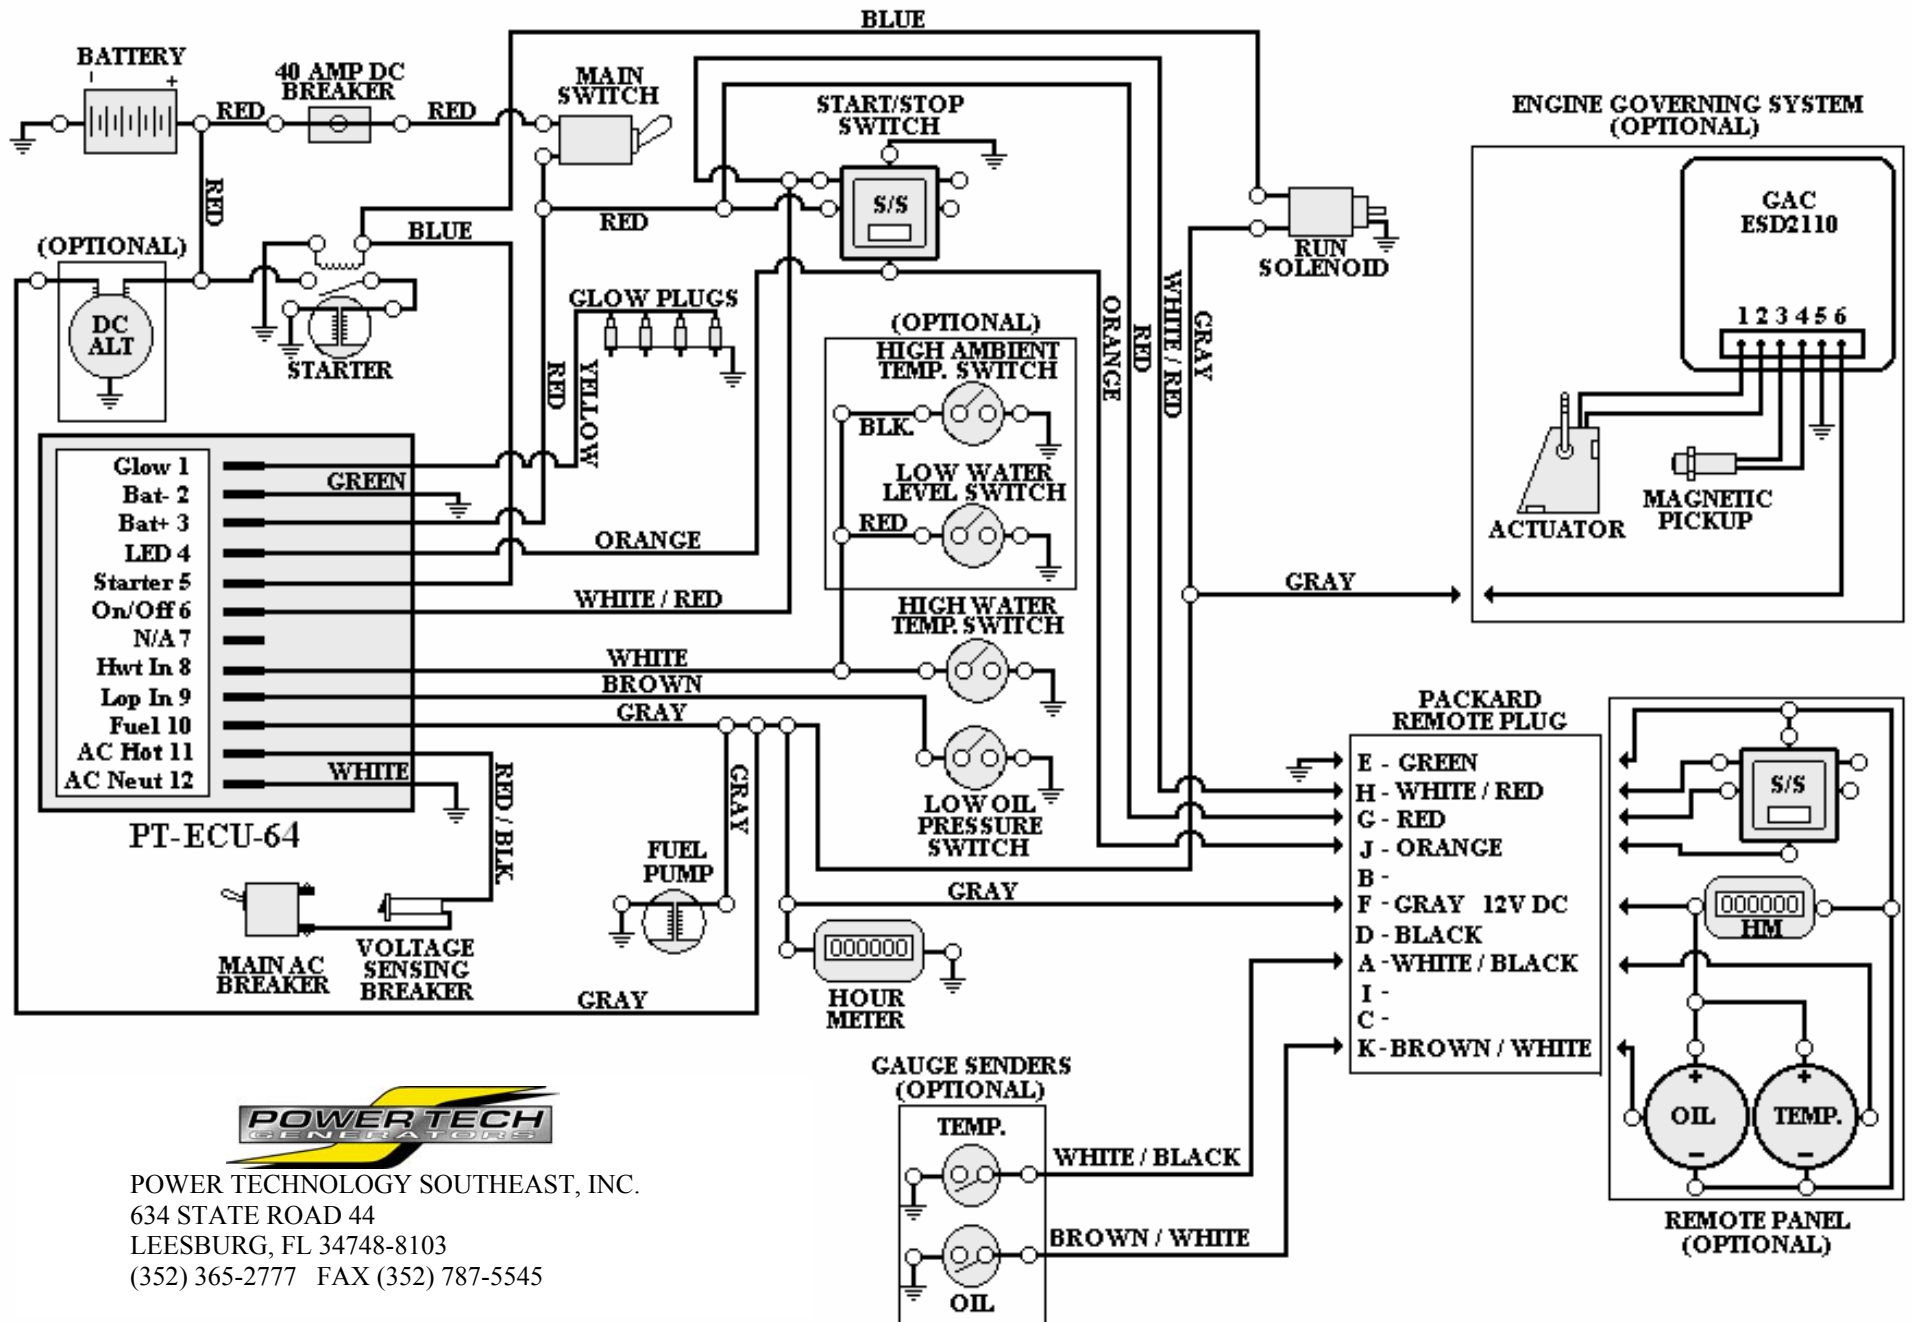 BLUE
BATTERY
- +
40 AMP DC
BREAKER
RED
RED
MAIN
SWITCH
START/STOP
SWITCH
S/S
RED
RED
(OPTIONAL)
DC
ALT
BLUE
STARTER
GLOW PLUGS
RED
YELLOW
RUN
SOLENOID
ORANGE
RED
WHITE / RED
GRAY
ENGINE GOVERNING SYSTEM
(OPTIONAL)
GAC
ESD2110
1 2 3 4 5 6
ACTUATOR
MAGNETIC
PICKUP
GRAY
(OPTIONAL)
HIGH AMBIENT
TEMP. SWITCH
BLK.
LOW WATER
LEVEL SWITCH
RED
HIGH WATER
TEMP. SWITCH
LOW OIL
PRESSURE
SWITCH
Glow 1
Bat- 2
Bat+ 3
LED 4
Starter 5
On/Off 6
N/A 7
Hwt In 8
Lop In 9
Fuel 10
AC Hot 11
AC Neut 12
PT-ECU-64
GREEN
ORANGE
WHITE / RED
WHITE
BROWN
GRAY
WHITE
RED / BLK.
GRAY
MAIN AC
BREAKER
VOLTAGE
SENSING
BREAKER
FUEL
PUMP
GRAY
000000
HOUR
METER
GRAY
PACKARD
REMOTE PLUG
E - GREEN
H - WHITE / RED
G - RED
J - ORANGE
B -
F - GRAY 12V DC
D - BLACK
A - WHITE / BLACK
I -
C -
K - BROWN / WHITE
S/S
000000
HM
+ +
OIL
TEMP.
- -
REMOTE PANEL
(OPTIONAL)
GAUGE SENDERS
(OPTIONAL)
TEMP.
WHITE / BLACK
BROWN / WHITE
OIL
POWER TECH
GENERATORS
POWER TECHNOLOGY SOUTHEAST, INC.
634 STATE ROAD 44
LEESBURG, FL 34748-8103
(352) 365-2777 FAX (352) 787-5545